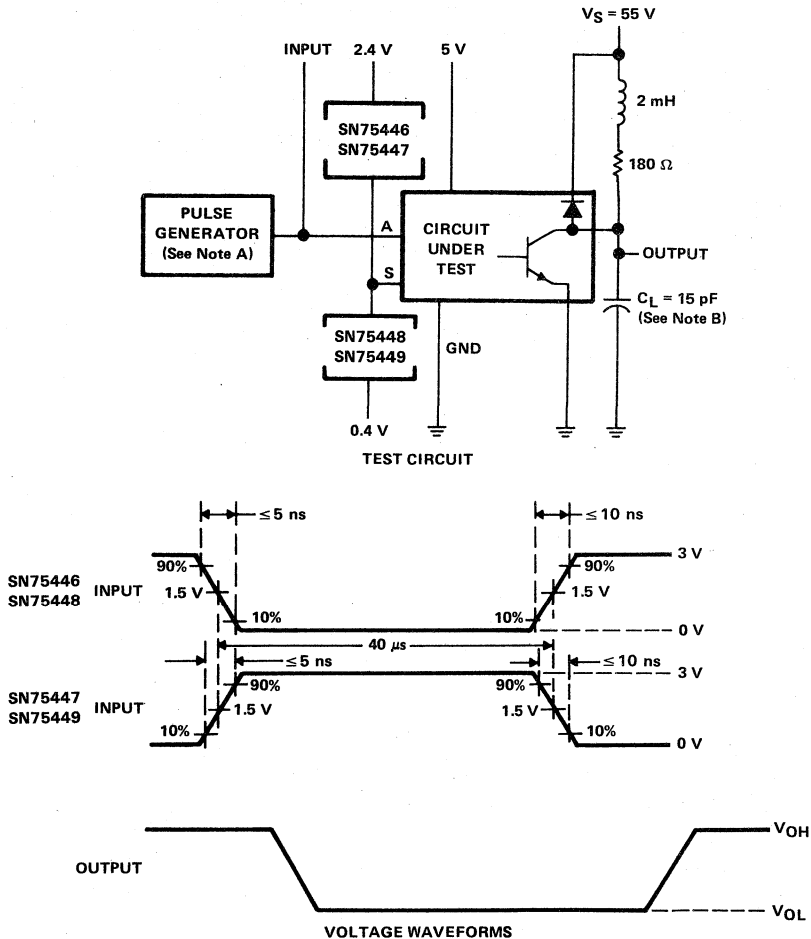 VS = 55 V
INPUT 2.4 V 5 V
2 mH
SN75446
SN75447
180 Ω
PULSE
GENERATOR
(See Note A)
A
S
CIRCUIT
UNDER
TEST
OUTPUT
CL = 15 pF
(See Note B)
SN75448
SN75449
GND
0.4 V
TEST CIRCUIT
≤ 5 ns ≤ 10 ns
SN75446
SN75448
INPUT
90% 90% 3 V
1.5 V 1.5 V
10% 10% 0 V
40 μs
≤ 5 ns ≤ 10 ns
SN75447
SN75449
INPUT
90% 90% 3 V
1.5 V 1.5 V
10% 10% 0 V
OUTPUT
VOH
VOL
VOLTAGE WAVEFORMS